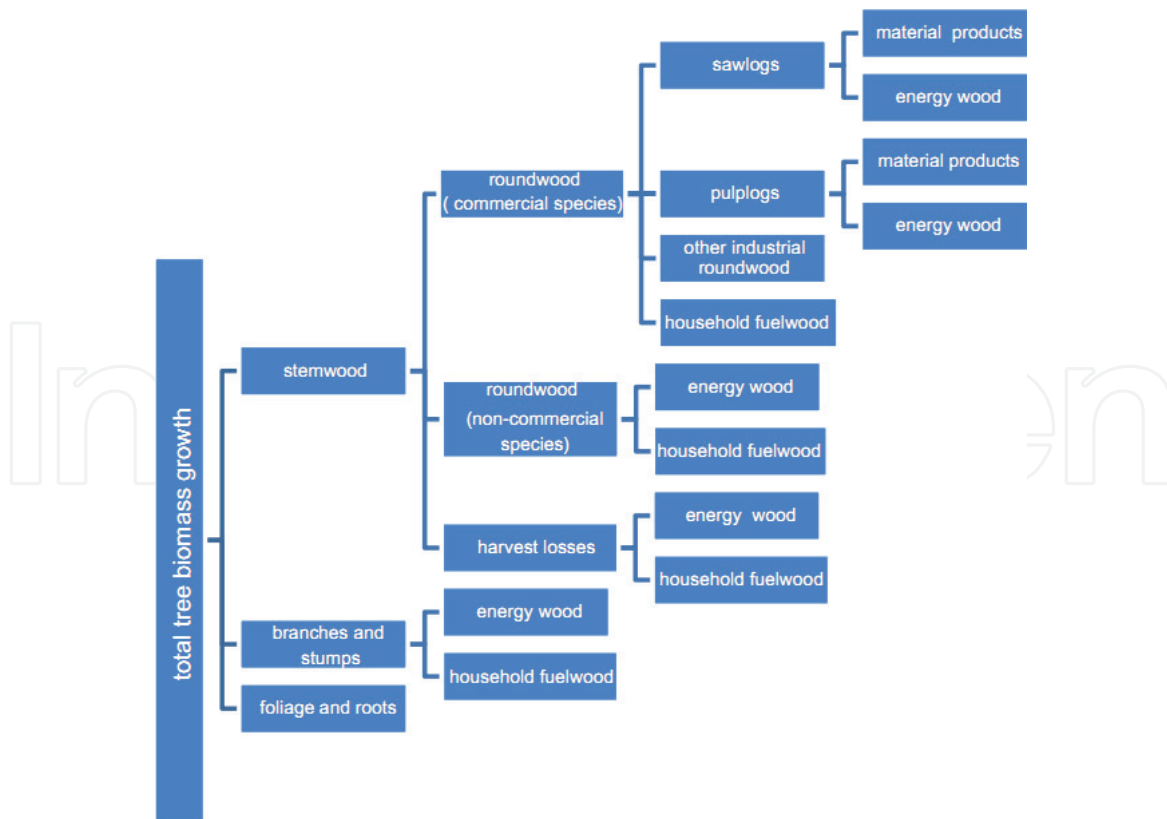 material products
sawlogs
energy wood
roundwood
( commercial species)
material products
pulplogs
energy wood
other industrial
roundwood
household fuelwood
total tree biomass growth
stemwood
roundwood
(non-commercial
species)
energy wood
household fuelwood
harvest losses
energy wood
household fuelwood
branches and
stumps
energy wood
household fuelwood
foliage and roots
In
en